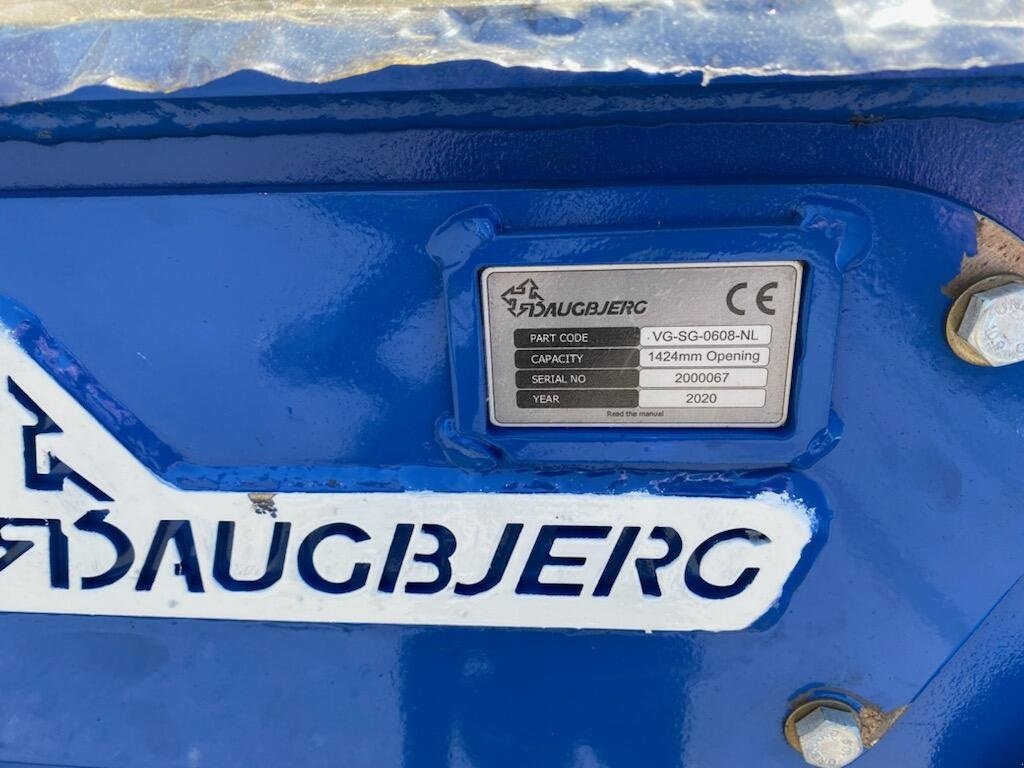 DAUGBJERG
CE
PART CODE VG-SG-0608-NL
CAPACITY 1424mm Opening
SERIAL NO 2000067
YEAR 2020
Read the manual
DAUGBJERG